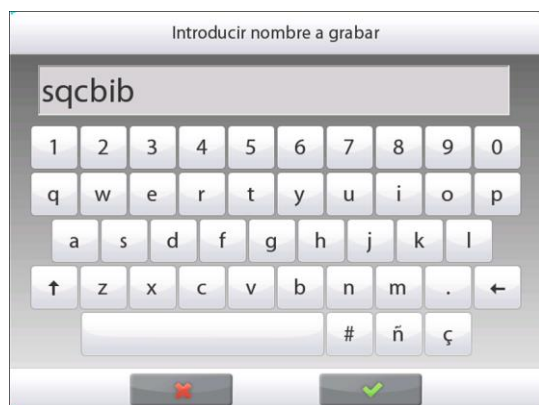 Introducir nombre a grabar
sqcbib
1 2 3 4 5 6 7 8 9 0
q w e r t y u i o p
a s d f g h j k l
↑ z x c v b n m . ←
# ñ ç